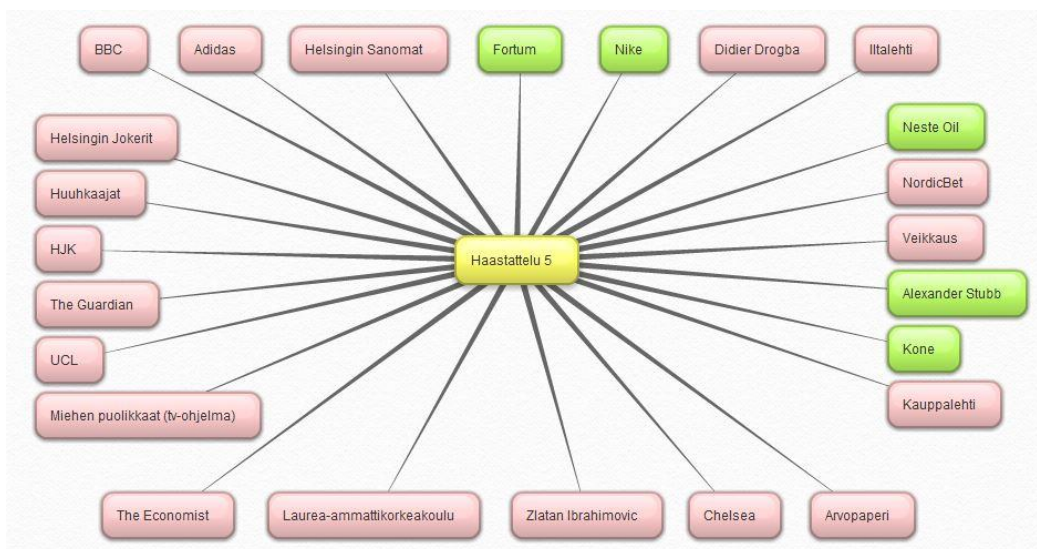 BBC
Adidas
Helsingin Sanomat
Fortum
Nike
Didier Drogba
Iltalehti
Helsingin Jokerit
Huuhkaajat
HJK
The Guardian
UCL
Miehen puolikkaat (tv-ohjelma)
Haastattelu 5
Neste Oil
NordicBet
Veikkaus
Alexander Stubb
Kone
Kauppalehti
The Economist
Laurea-ammattikorkeakoulu
Zlatan Ibrahimovic
Chelsea
Arvopaperi